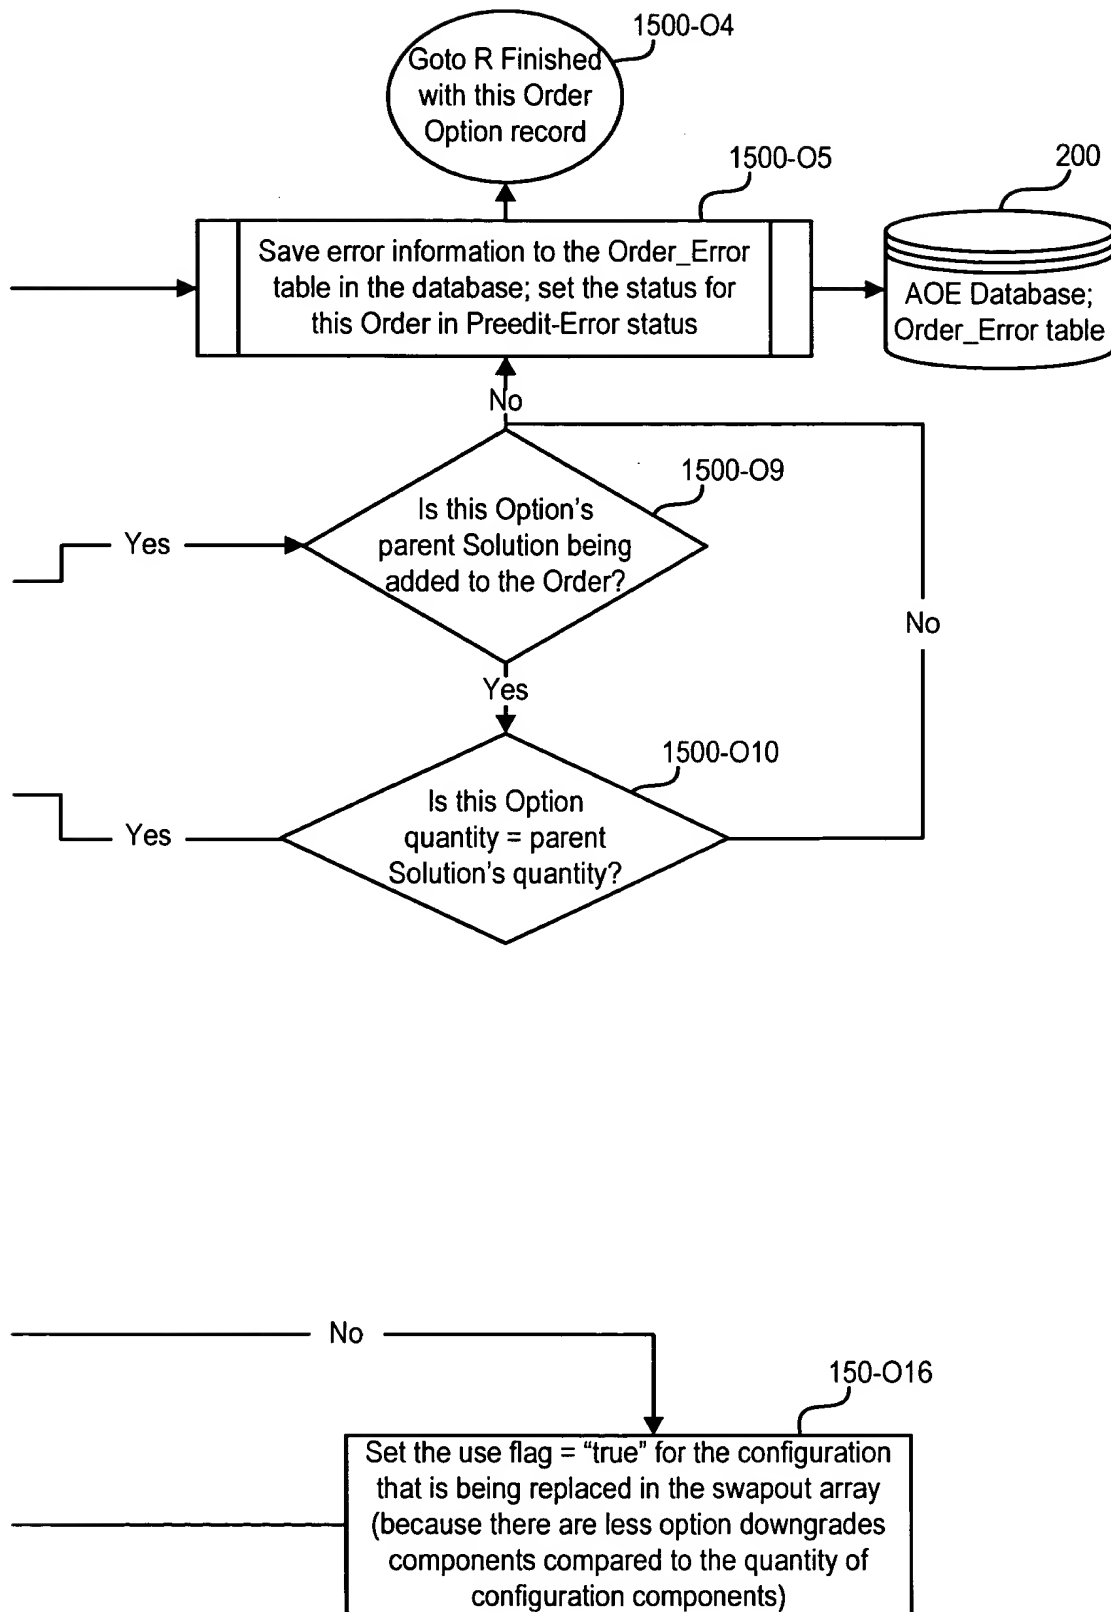 1500-O4
Goto R Finished
with this Order
Option record
1500-O5
200
Save error information to the Order_Error
table in the database; set the status for
this Order in Preedit-Error status
AOE Database;
Order_Error table
No
1500-O9
Is this Option's
parent Solution being
added to the Order?
Yes
No
Yes
1500-O10
Is this Option
quantity = parent
Solution's quantity?
Yes
No
150-O16
Set the use flag = “true” for the configuration
that is being replaced in the swapout array
(because there are less option downgrades
components compared to the quantity of
configuration components)